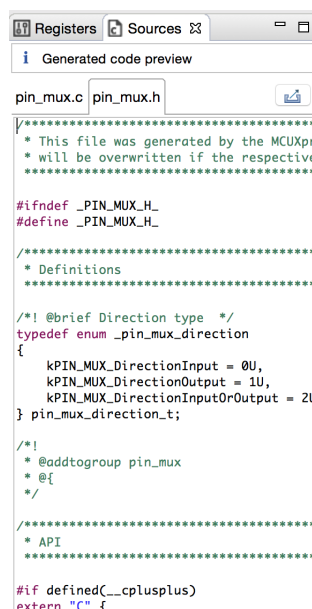 Registers Sources
i Generated code preview
pin_mux.c pin_mux.h
/***************************************
 * This file was generated by the MCUXpr
 * will be overwritten if the respective
 ***************************************
#ifndef _PIN_MUX_H_
#define _PIN_MUX_H_
/***************************************
 * Definitions
 ***************************************
/*! @brief Direction type  */
typedef enum _pin_mux_direction
{
    kPIN_MUX_DirectionInput = 0U,
    kPIN_MUX_DirectionOutput = 1U,
    kPIN_MUX_DirectionInputOrOutput = 2U
} pin_mux_direction_t;
/*!
 * @addtogroup pin_mux
 * @{
 */
/***************************************
 * API
 ***************************************
#if defined(__cplusplus)
extern "C" {